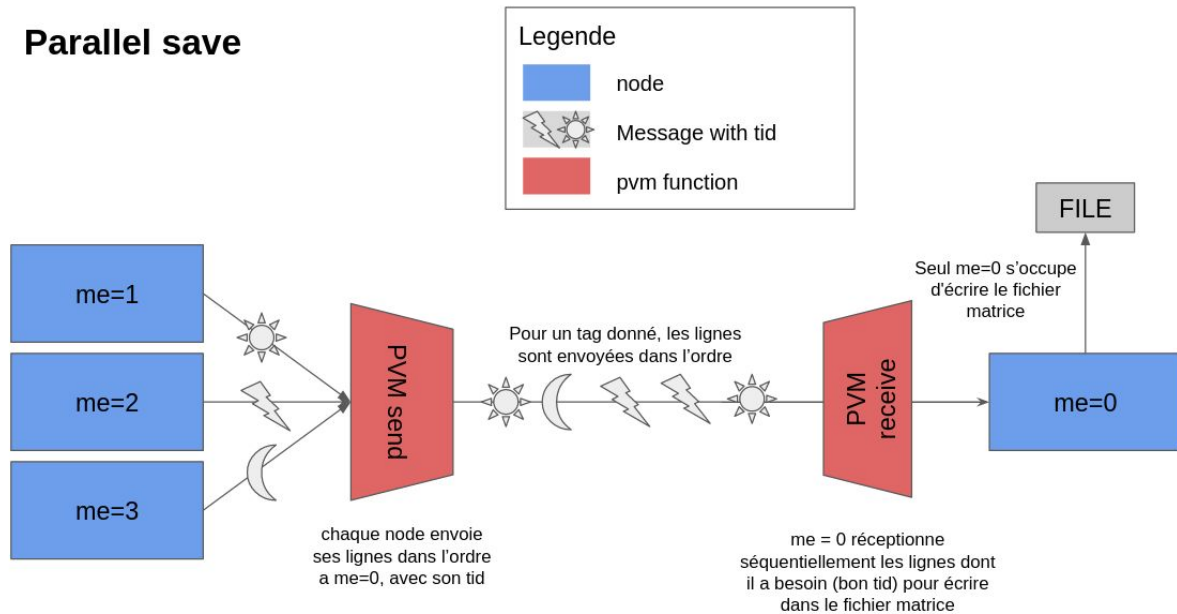 Parallel save
Legende
node
Message with tid
pvm function
FILE
Seul me=0 s'occupe
d'écrire le fichier
matrice
me=1
me=2
me=3
PVM send
Pour un tag donné, les lignes
sont envoyées dans l'ordre
PVM
receive
me=0
chaque node envoie
ses lignes dans l'ordre
a me=0, avec son tid
me = 0 réceptionne
séquentiellement les lignes dont
il a besoin (bon tid) pour écrire
dans le fichier matrice